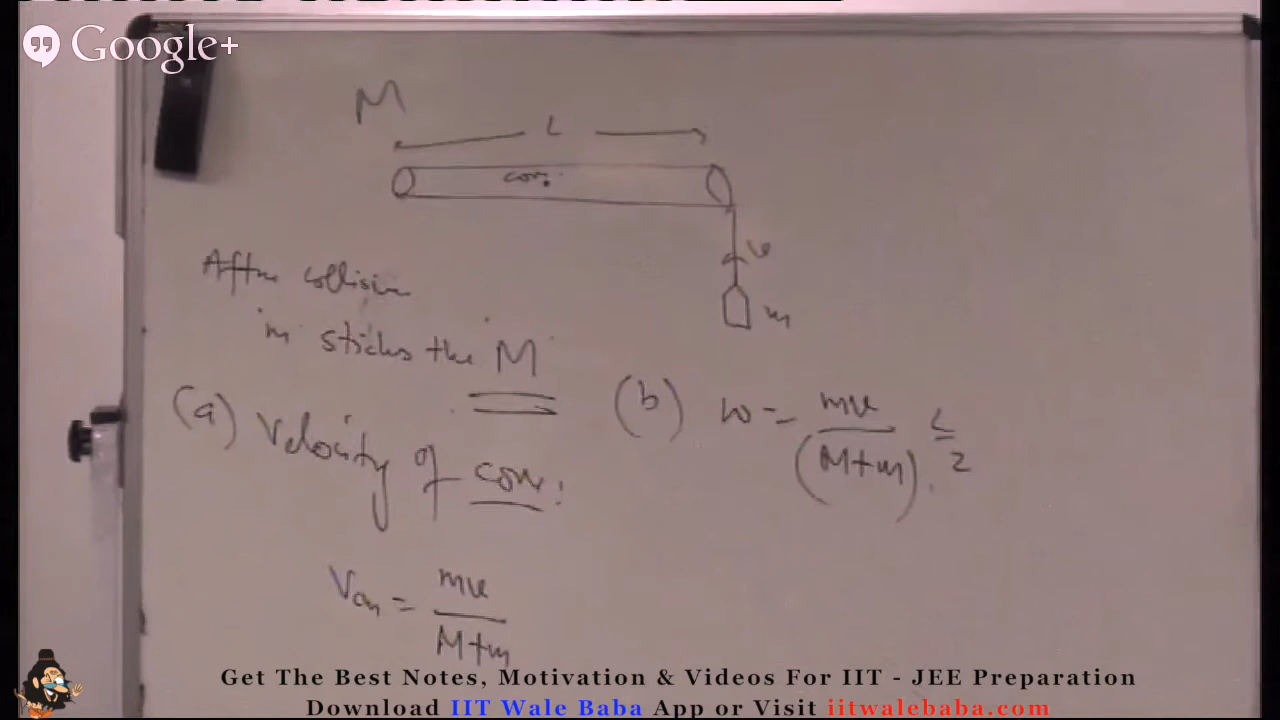 Google+
M
L
com.
u
m
After collision
m sticks the M
(a) Velocity of com:
(b) w = mu / (M+m) . L / 2
Vcm = mu / M+m
Get The Best Notes, Motivation & Videos For IIT - JEE Preparation
Download IIT Wale Baba App or Visit iitwalebaba.com